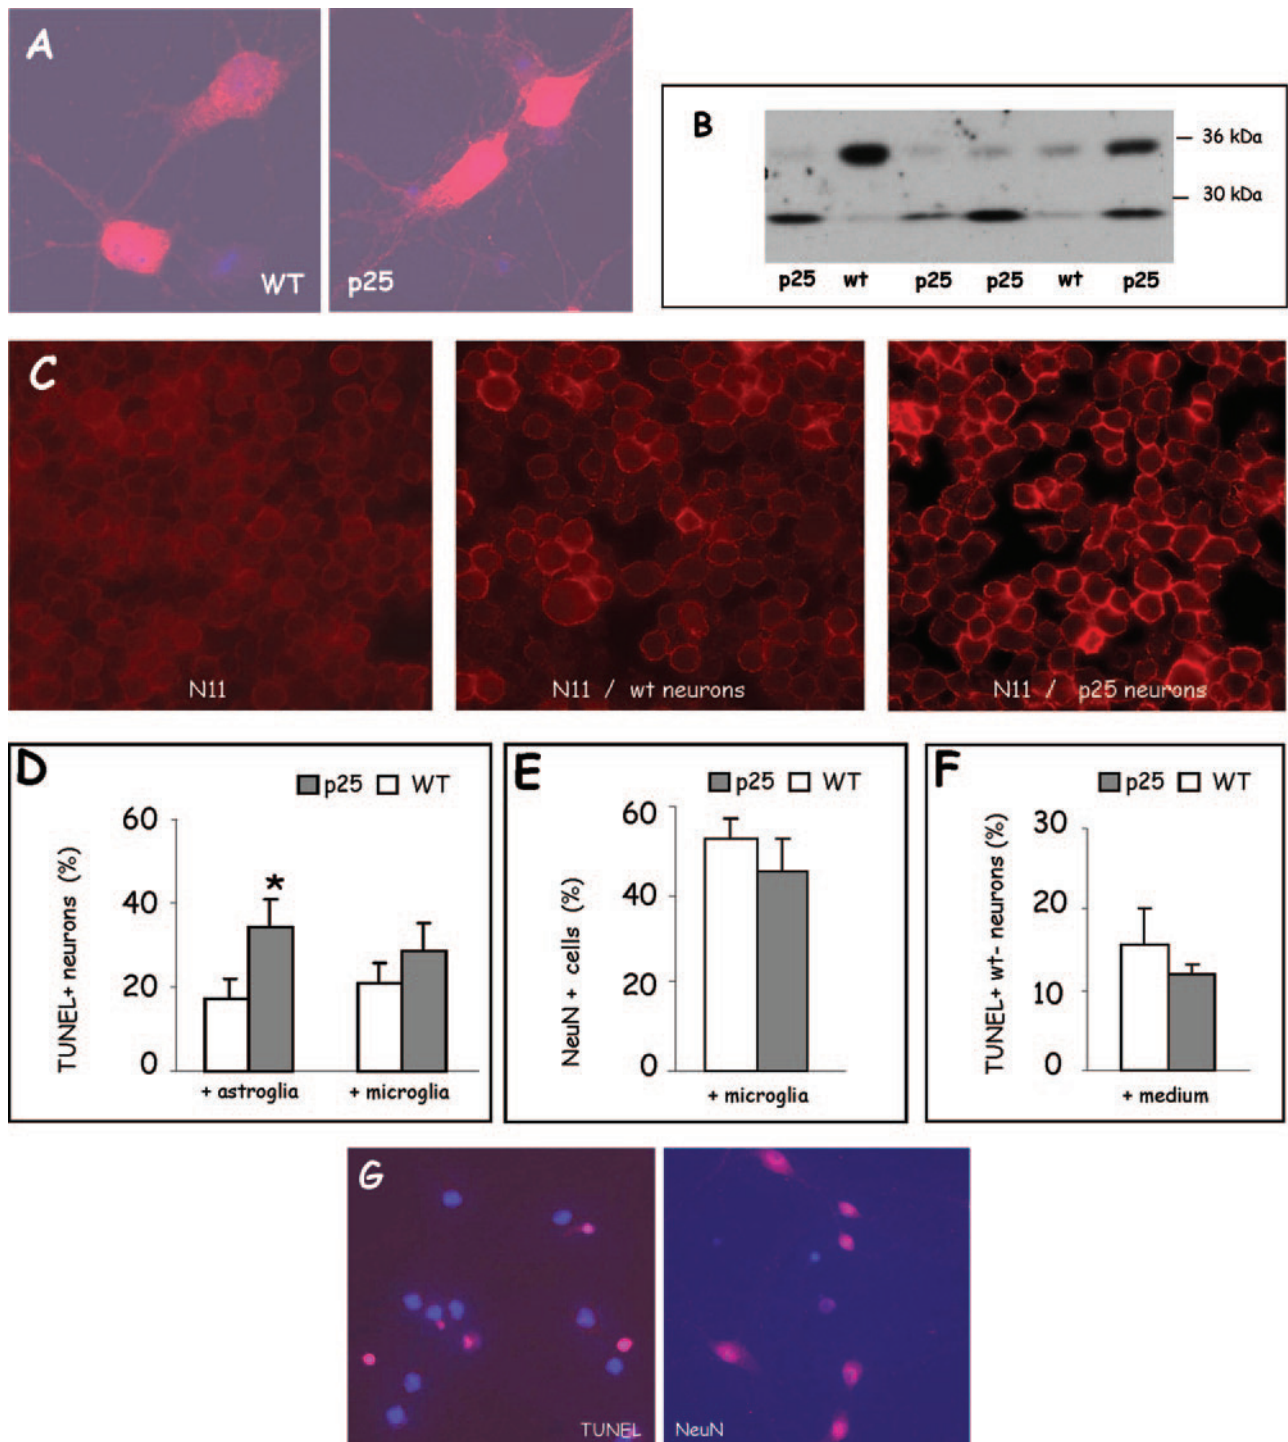 A
WT
p25
B
36 kDa
30 kDa
p25 wt p25 p25 wt p25
C
N11
N11 / wt neurons
N11 / p25 neurons
D
p25 WT
TUNEL+ neurons (%)
60
40
20
0
+ astroglia
+ microglia
*
E
p25 WT
NeuN + cells (%)
60
40
20
0
+ microglia
F
p25 WT
TUNEL+ wt- neurons (%)
30
20
10
0
+ medium
G
TUNEL
NeuN